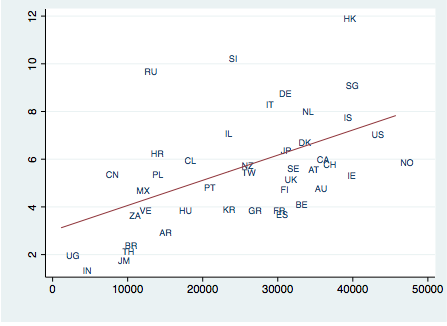 12
HK
10
SI
RU
SG
DE
8
SF
NL
IS
IL
US
DK
JP
HR
6
CL
NZ
CA
CH
NO
TW
SE
AT
CN
PL
IE
UK
PT
FI
AU
MX
4
ZA
VE
HU
KR
GB
FR
BE
ES
AR
BR
TH
2
UG
JM
IN
0
10000
20000
30000
40000
50000